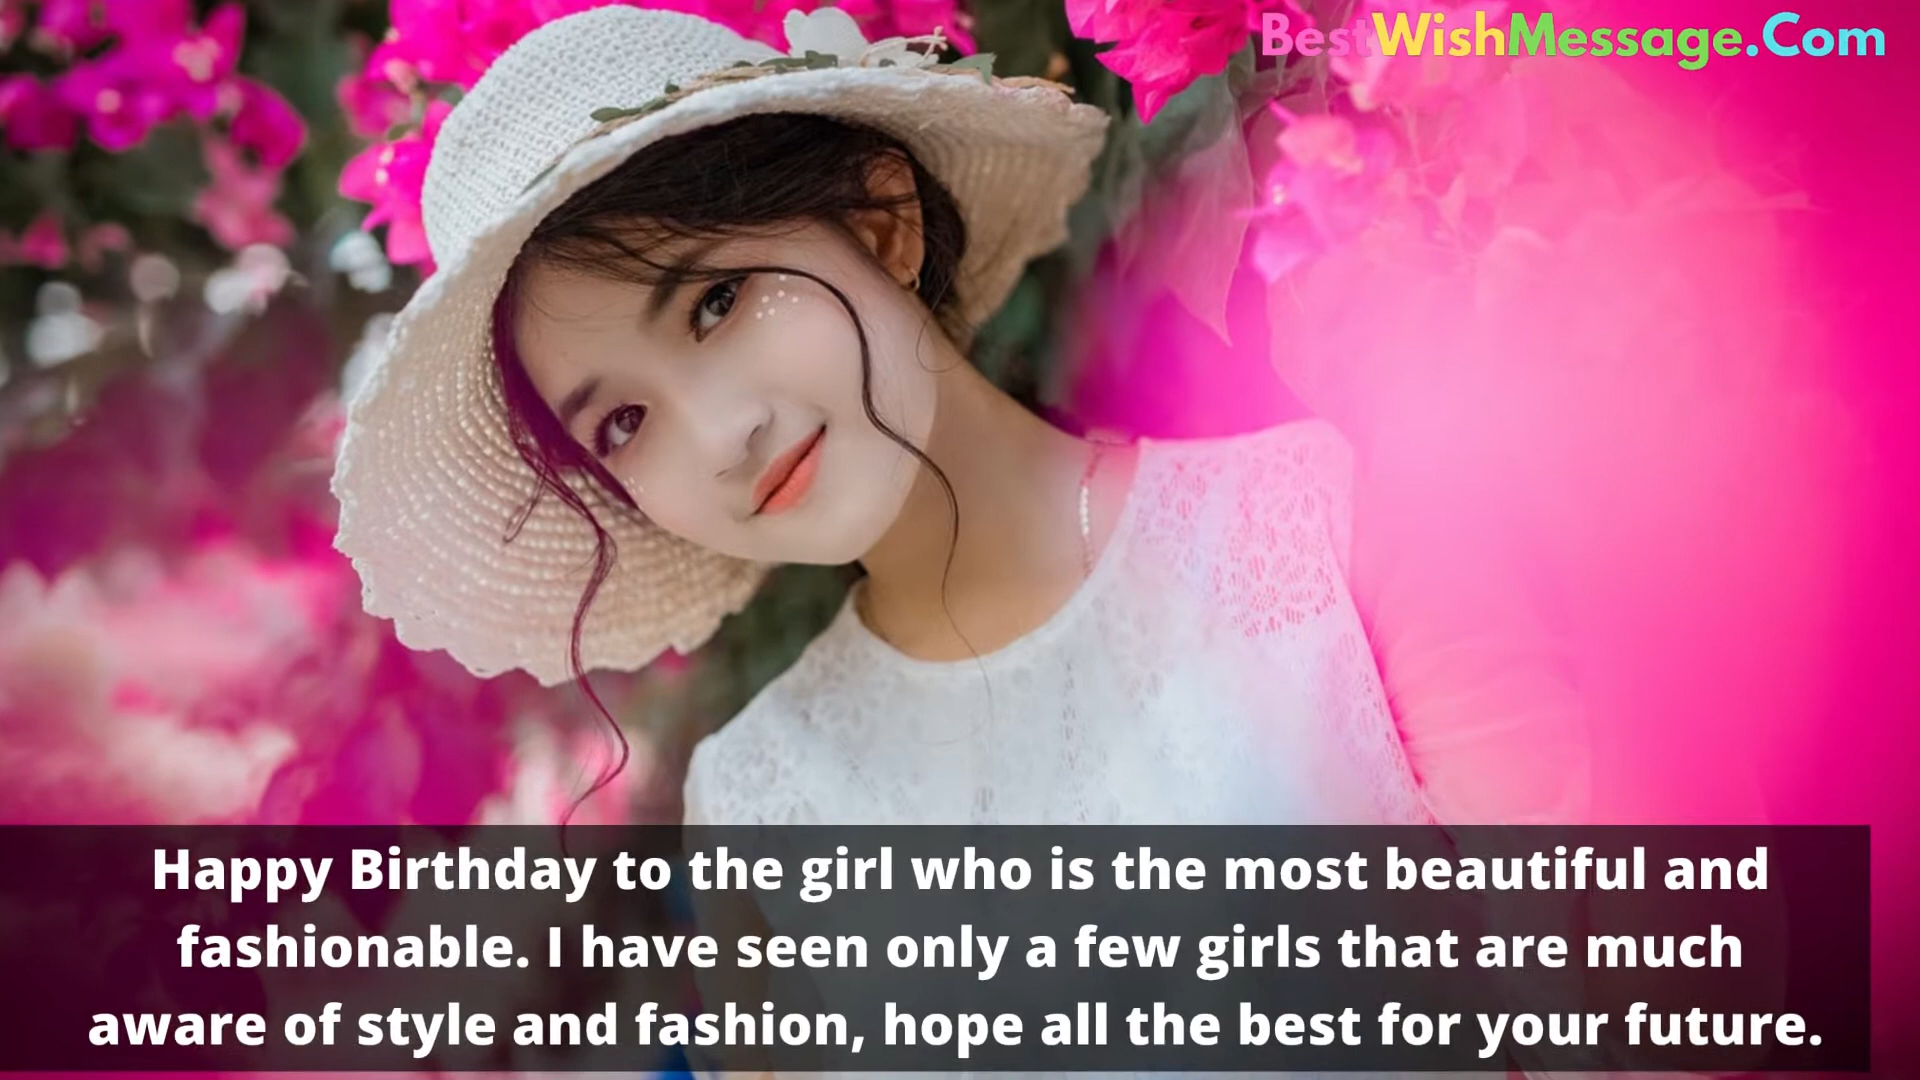 BestWishMessage.Com
Happy Birthday to the girl who is the most beautiful and
fashionable. I have seen only a few girls that are much
aware of style and fashion, hope all the best for your future.